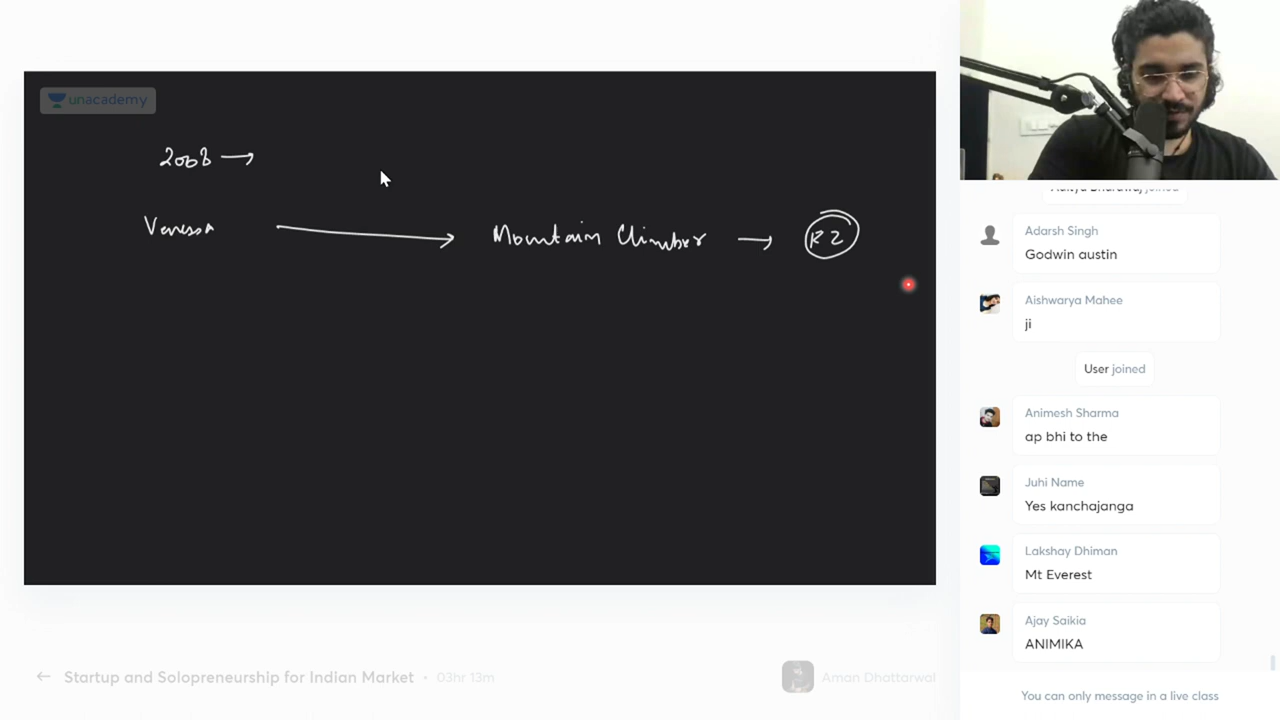 unacademy
2008 →
Venessa → Mountain Climber → K2
Adarsh Singh
Godwin austin
Aishwarya Mahee
ji
User joined
Animesh Sharma
ap bhi to the
Juhi Name
Yes kanchajanga
Lakshay Dhiman
Mt Everest
Ajay Saikia
ANIMIKA
You can only message in a live class
← Startup and Solopreneurship for Indian Market • 03hr 13m
Aman Dhattarwal